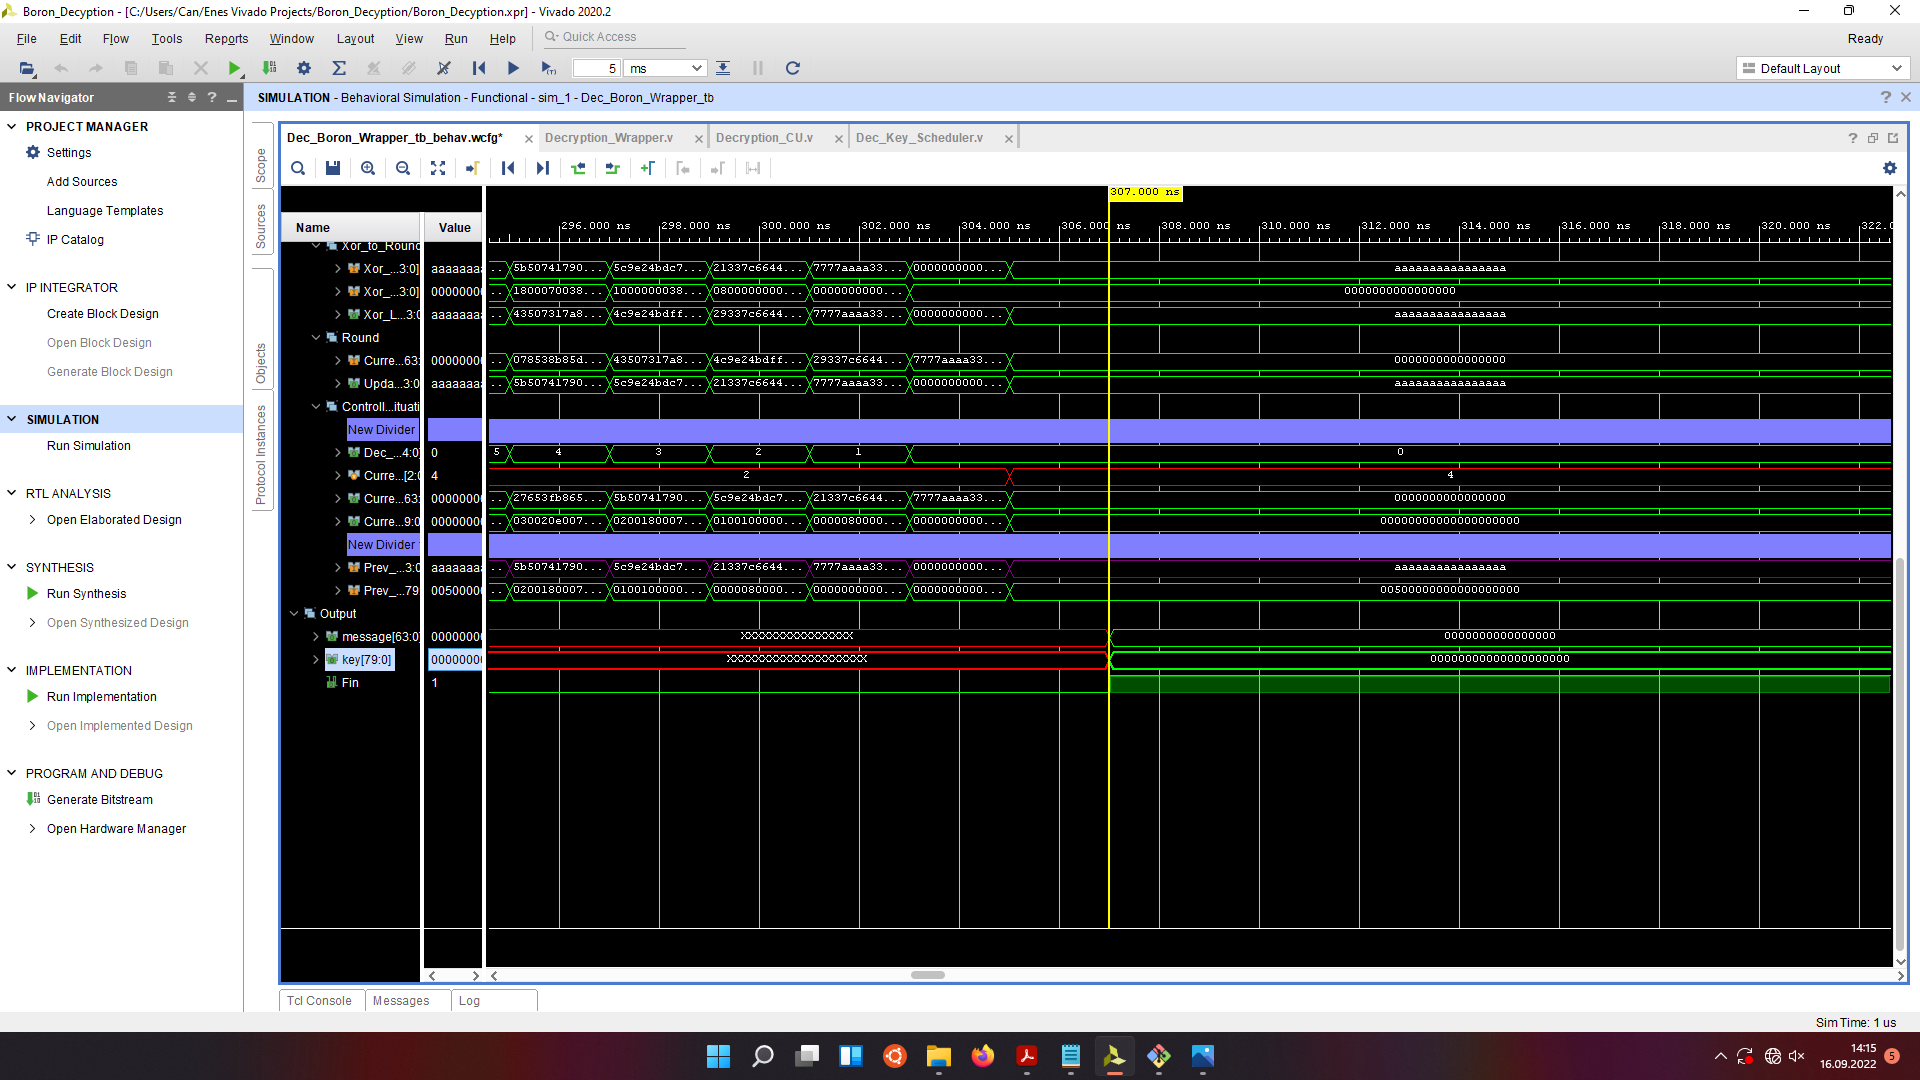 Boron_Decyption - [C:/Users/Can/Enes Vivado Projects/Boron_Decyption/Boron_Decyption.xpr] - Vivado 2020.2
File Edit Flow Tools Reports Window Layout View Run Help Quick Access Ready
5 ms Default Layout
Flow Navigator
SIMULATION - Behavioral Simulation - Functional - sim_1 - Dec_Boron_Wrapper_tb
PROJECT MANAGER
Settings
Add Sources
Language Templates
IP Catalog
IP INTEGRATOR
Create Block Design
Open Block Design
Generate Block Design
SIMULATION
Run Simulation
RTL ANALYSIS
Open Elaborated Design
SYNTHESIS
Run Synthesis
Open Synthesized Design
IMPLEMENTATION
Run Implementation
Open Implemented Design
PROGRAM AND DEBUG
Generate Bitstream
Open Hardware Manager
Scope
Sources
Objects
Protocol Instances
Dec_Boron_Wrapper_tb_behav.wcfg* Decryption_Wrapper.v Decryption_CU.v Dec_Key_Scheduler.v
307.000 ns
Name Value 296.000 ns 298.000 ns 300.000 ns 302.000 ns 304.000 ns 306.000 ns 308.000 ns 310.000 ns 312.000 ns 314.000 ns 316.000 ns 318.000 ns 320.000 ns 322.0
Xor_to_Round
Xor_...3:0] aaaaaaa ... 5b50741790... 5c9e24bdc7... 21337c6644... 7777aaaa33... 0000000000... aaaaaaaaaaaaaaaa
Xor_...3:0] 00000000 ... 1800070038... 1000000038... 0800000000... 0000000000... 0000000000000000
Xor_L...3:0 aaaaaaa ... 43507317a8... 4c9e24bdff... 29337c6644... 7777aaaa33... 0000000000... aaaaaaaaaaaaaaaa
Round
Curre...63: 00000000 ... 078538b85d... 43507317a8... 4c9e24bdff... 29337c6644... 7777aaaa33... 0000000000000000
Upda...3:0 aaaaaaa ... 5b50741790... 5c9e24bdc7... 21337c6644... 7777aaaa33... 0000000000... aaaaaaaaaaaaaaaa
Controll...ituati
New Divider
Dec_...4:0] 0 5 4 3 2 1 0
Curre...[2:0 4 2 4
Curre...63: 00000000 ... 27653fb865... 5b50741790... 5c9e24bdc7... 21337c6644... 7777aaaa33... 0000000000000000
Curre...9:0 00000000 ... 030020e007... 0200180007... 0100100000... 0000080000... 0000000000... 00000000000000000000
New Divider
Prev_...3:0 aaaaaaa ... 5b50741790... 5c9e24bdc7... 21337c6644... 7777aaaa33... 0000000000... aaaaaaaaaaaaaaaa
Prev_...79 00500000 ... 0200180007... 0100100000... 0000080000... 0000000000... 0000000000... 00500000000000000000
Output
message[63:0 00000000 XXXXXXXXXXXXXXXX 0000000000000000
key[79:0] 00000000 XXXXXXXXXXXXXXXXXXXX 00000000000000000000
Fin 1
Tcl Console Messages Log
Sim Time: 1 us
14:15
16.09.2022 5